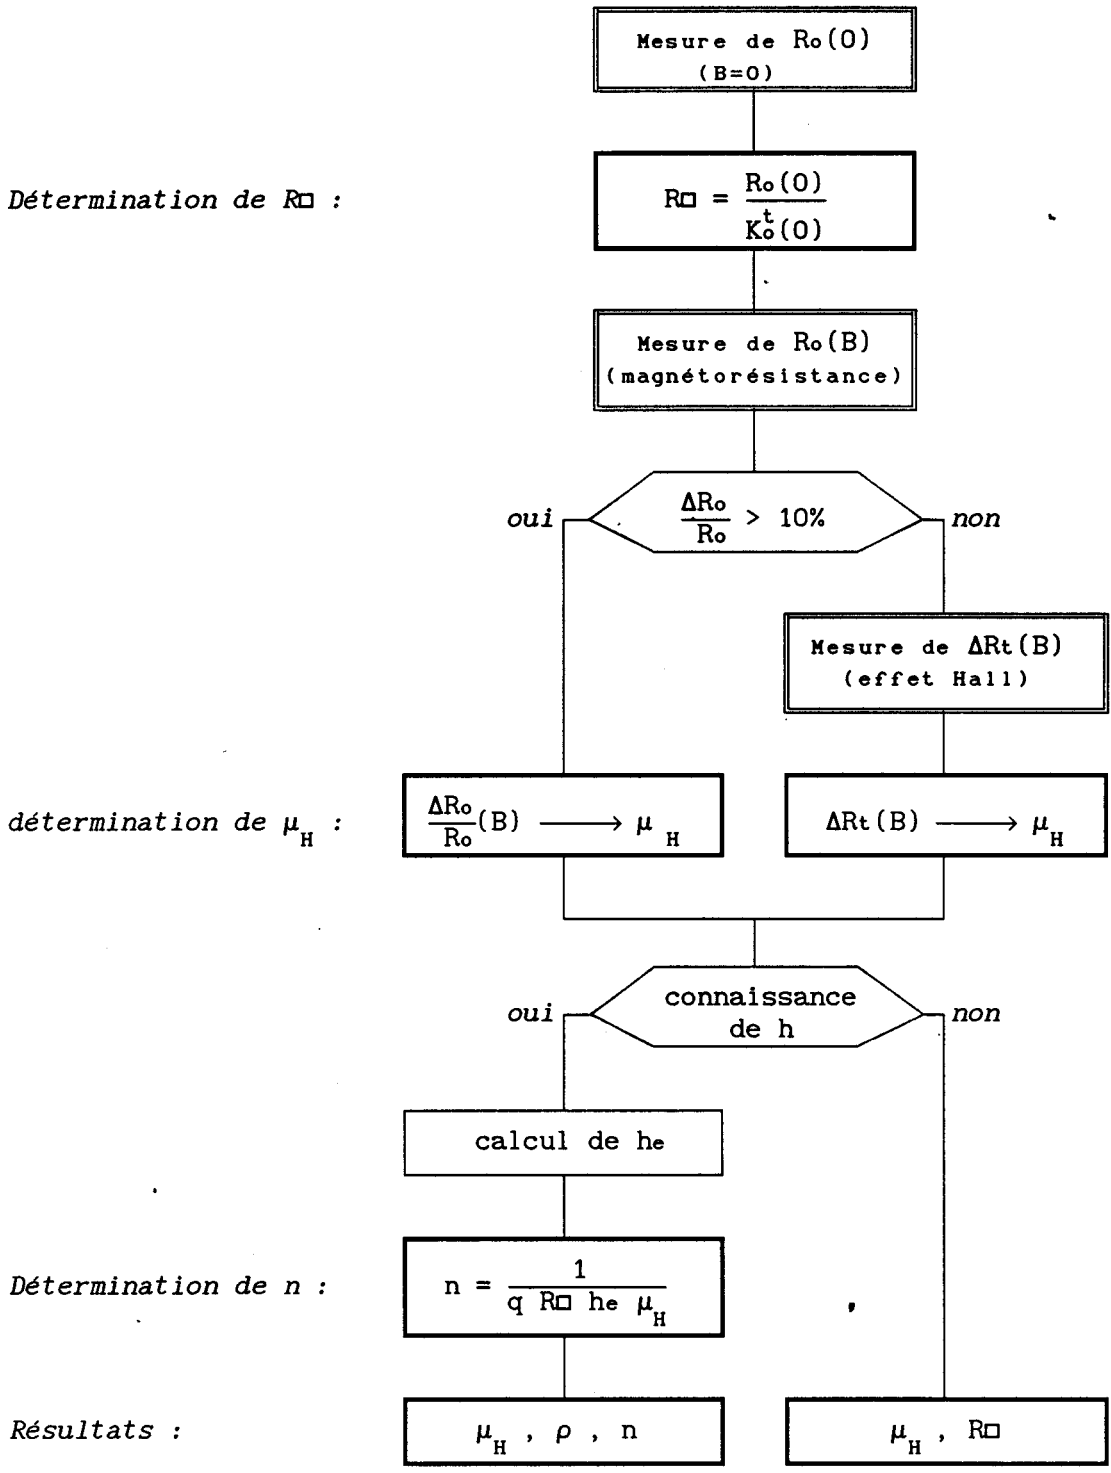 Mesure de Ro(0)
(B=0)
Détermination de R□ :
R□ = Ro(0) / Kot(0)
Mesure de Ro(B)
(magnétorésistance)
oui
ΔRo / Ro > 10%
non
Mesure de ΔRt(B)
(effet Hall)
détermination de μH :
ΔRo / Ro (B) ⟶ μH
ΔRt(B) ⟶ μH
oui
connaissance
de h
non
calcul de he
Détermination de n :
n = 1 / q R□ he μH
Résultats :
μH , ρ , n
μH , R□